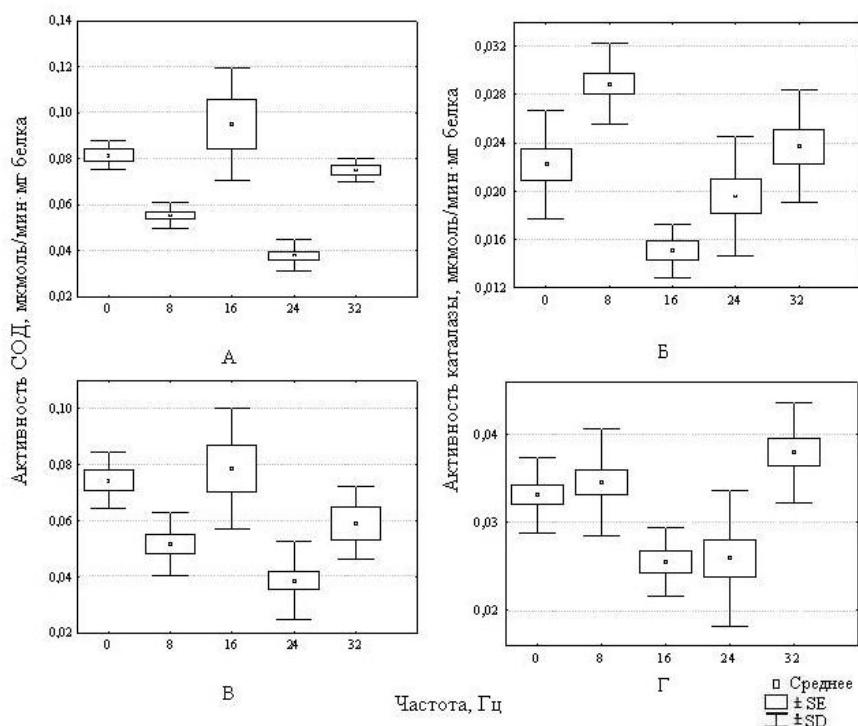 Активность СОД, мкмоль/мин·мг белка
0,14
0,12
0,10
0,08
0,06
0,04
0,02
0 8 16 24 32
А
Активность каталазы, мкмоль/мин·мг белка
0,032
0,028
0,024
0,020
0,016
0,012
0 8 16 24 32
Б
0,10
0,08
0,06
0,04
0,02
0 8 16 24 32
В
0,04
0,03
0,02
0 8 16 24 32
Г
Частота, Гц
Среднее
±SE
±SD